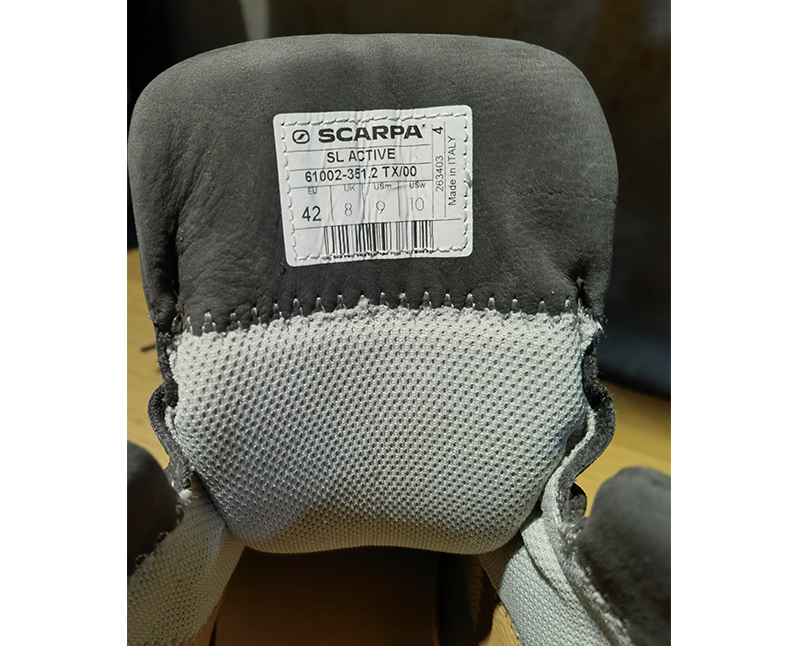 SCARPA
SL ACTIVE
61002-351.2 TX/00
EU UK USm USw
42 8 9 10
263403 4
Made in ITALY